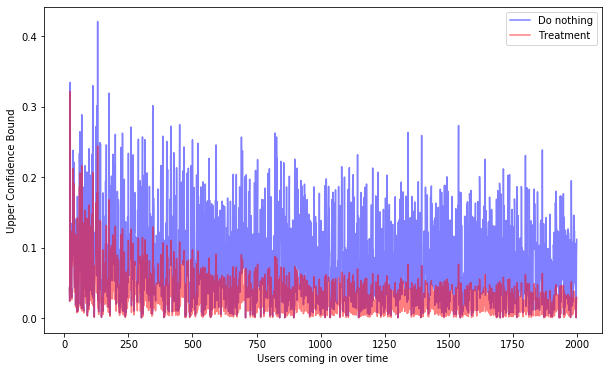 Do nothing
Treatment
Upper Confidence Bound
0.4
0.3
0.2
0.1
0.0
0 250 500 750 1000 1250 1500 1750 2000
Users coming in over time